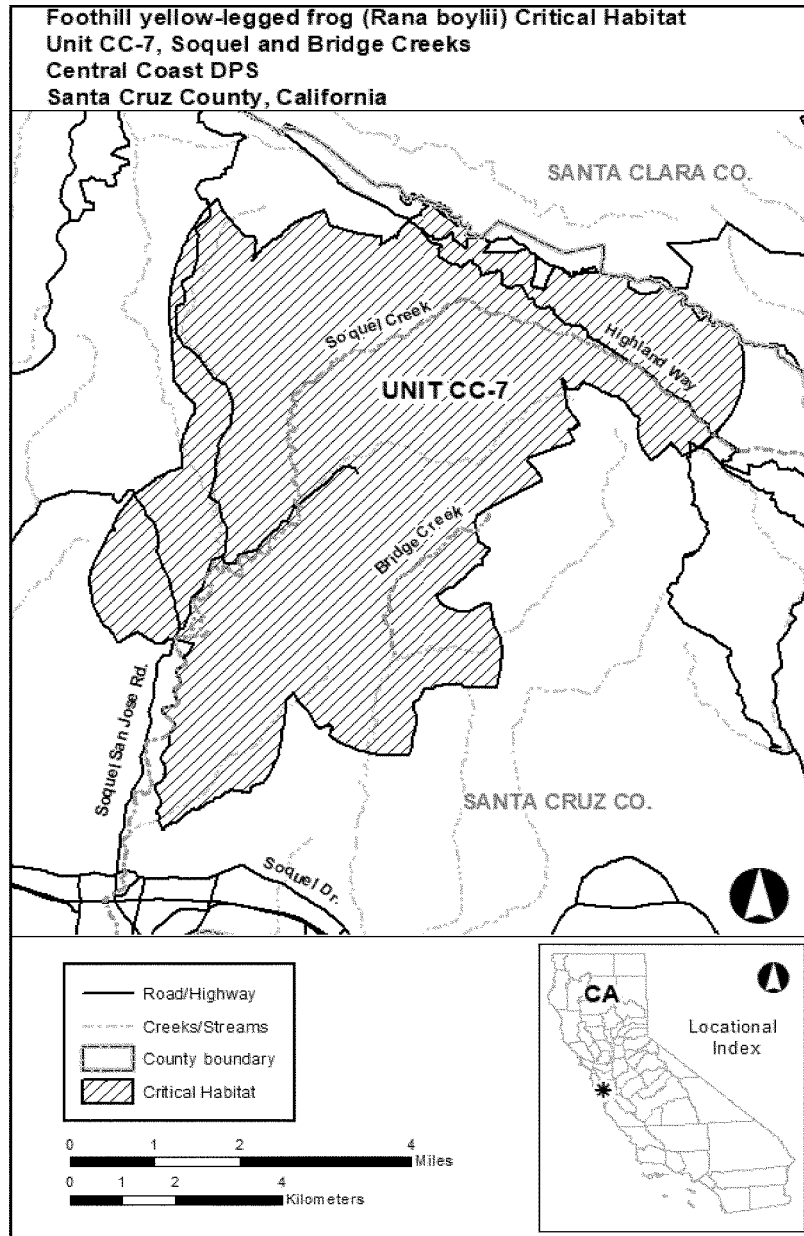 Foothill yellow-legged frog (Rana boylii) Critical Habitat
Unit CC-7, Soquel and Bridge Creeks
Central Coast DPS
Santa Cruz County, California
SANTA CLARA CO.
Soquel Creek
Highland Way
UNIT CC-7
Bridge Creek
Soquel San Jose Rd.
SANTA CRUZ CO.
Soquel Dr.
Road/Highway
Creeks/Streams
County boundary
Critical Habitat
0 1 2 4
Miles
0 1 2 4
Kilometers
CA
Locational
Index